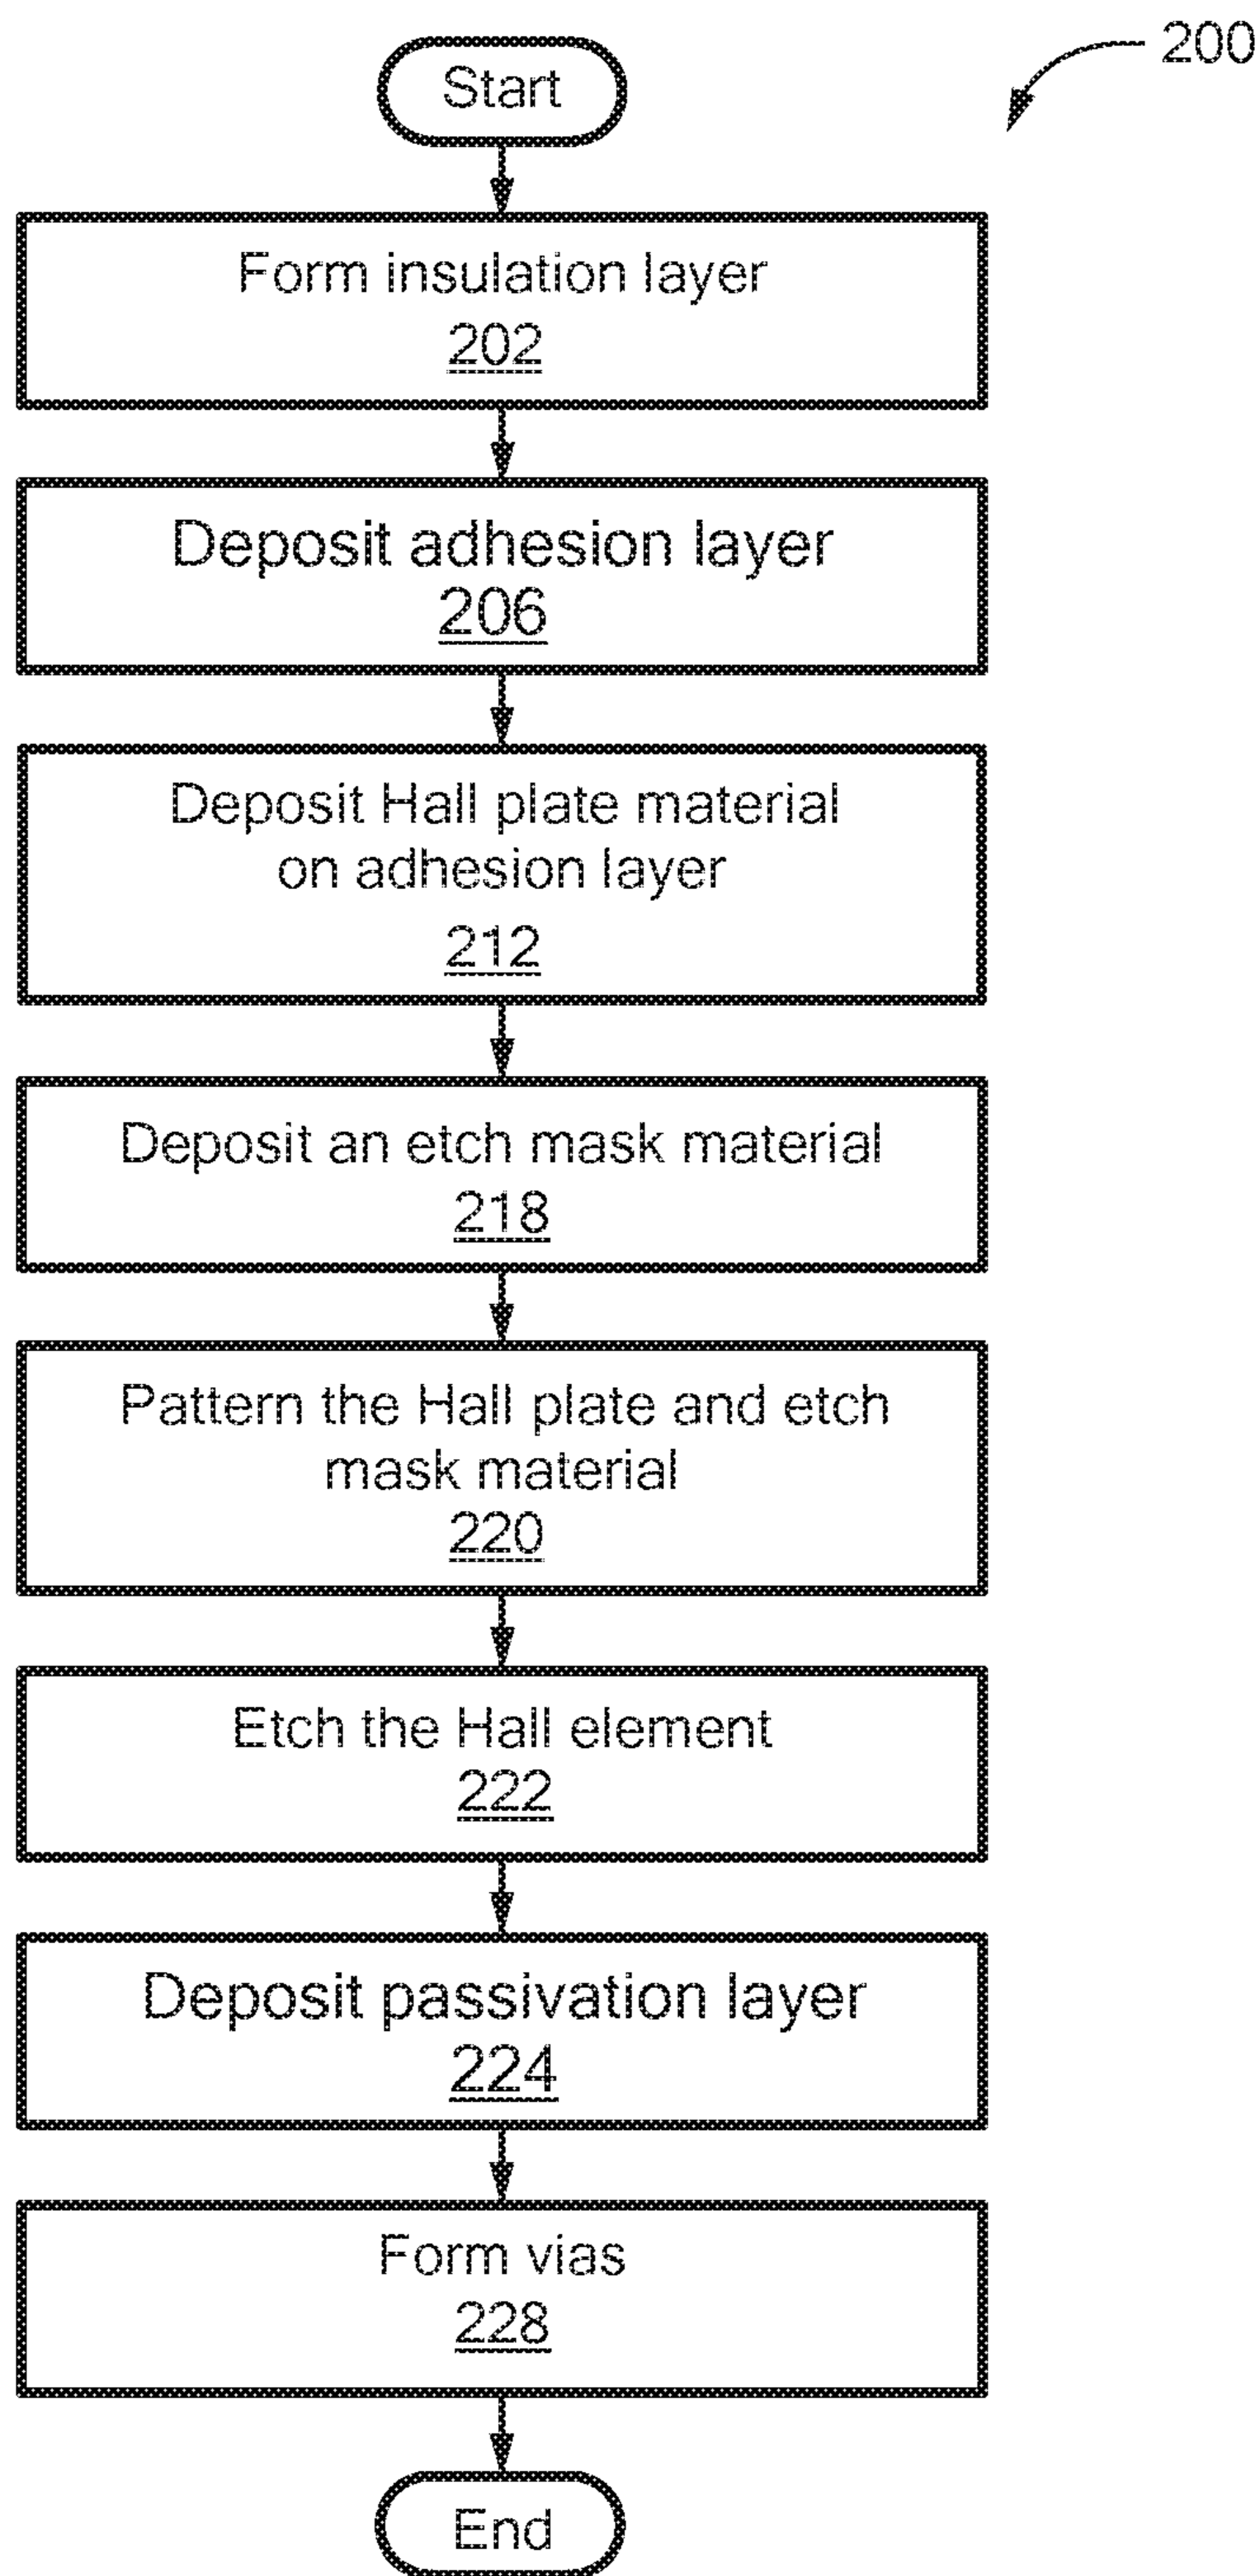 200
Start
Form insulation layer
202
Deposit adhesion layer
206
Deposit Hall plate material
on adhesion layer
212
Deposit an etch mask material
218
Pattern the Hall plate and etch
mask material
220
Etch the Hall element
222
Deposit passivation layer
224
Form vias
228
End